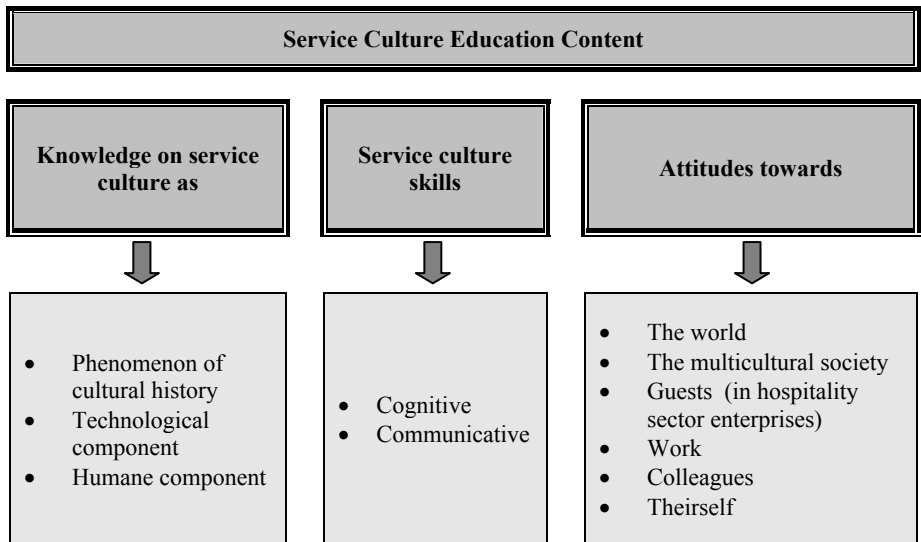 Service Culture Education Content
Knowledge on service
culture as
Service culture
skills
Attitudes towards
• Phenomenon of
cultural history
• Technological
component
• Humane component
• Cognitive
• Communicative
• The world
• The multicultural society
• Guests (in hospitality
sector enterprises)
• Work
• Colleagues
• Theirself